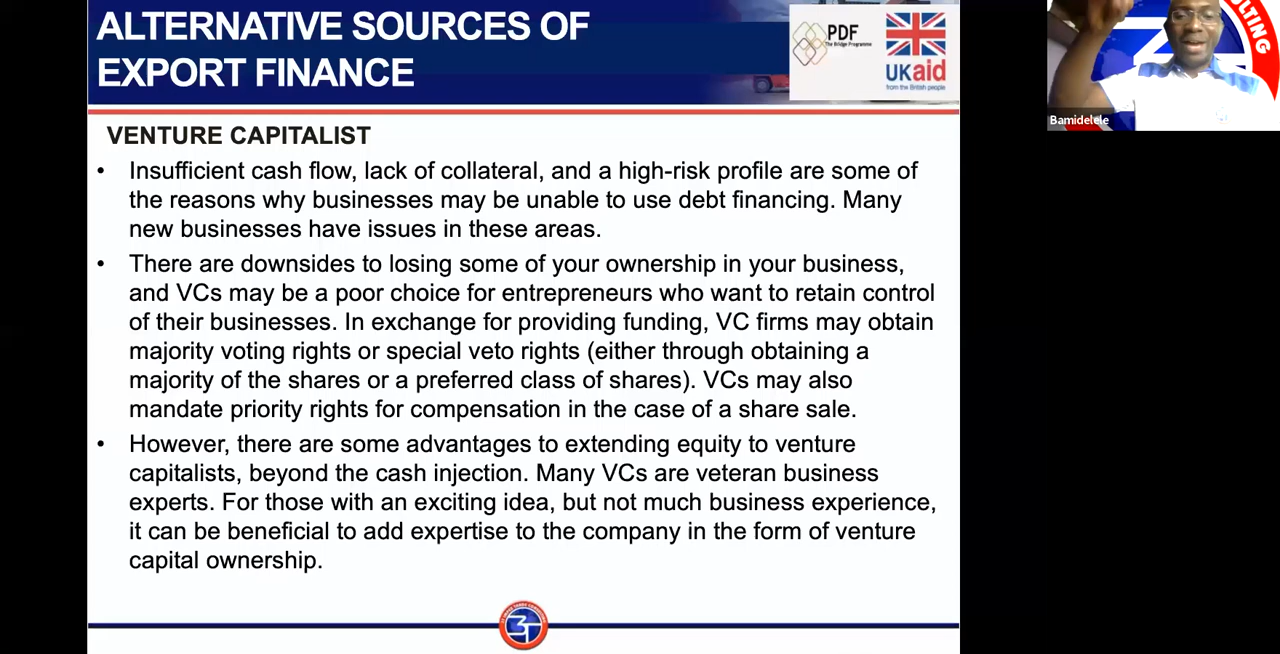 ALTERNATIVE SOURCES OF
EXPORT FINANCE
PDF
The Bridge Programme
UKaid
from the British people
VENTURE CAPITALIST
• Insufficient cash flow, lack of collateral, and a high-risk profile are some of
the reasons why businesses may be unable to use debt financing. Many
new businesses have issues in these areas.
• There are downsides to losing some of your ownership in your business,
and VCs may be a poor choice for entrepreneurs who want to retain control
of their businesses. In exchange for providing funding, VC firms may obtain
majority voting rights or special veto rights (either through obtaining a
majority of the shares or a preferred class of shares). VCs may also
mandate priority rights for compensation in the case of a share sale.
• However, there are some advantages to extending equity to venture
capitalists, beyond the cash injection. Many VCs are veteran business
experts. For those with an exciting idea, but not much business experience,
it can be beneficial to add expertise to the company in the form of venture
capital ownership.
Bamidelele